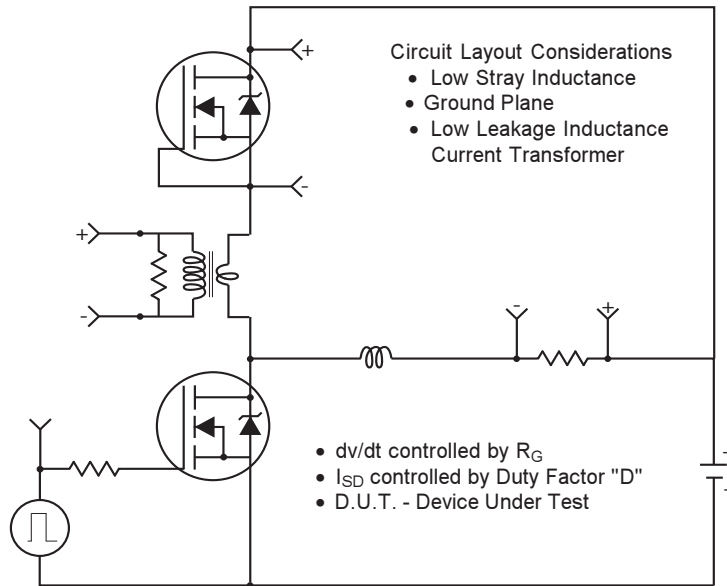 +
Circuit Layout Considerations
• Low Stray Inductance
• Ground Plane
• Low Leakage Inductance
Current Transformer
-
+
-
-
+
• dv/dt controlled by RG
• ISD controlled by Duty Factor "D"
• D.U.T. - Device Under Test